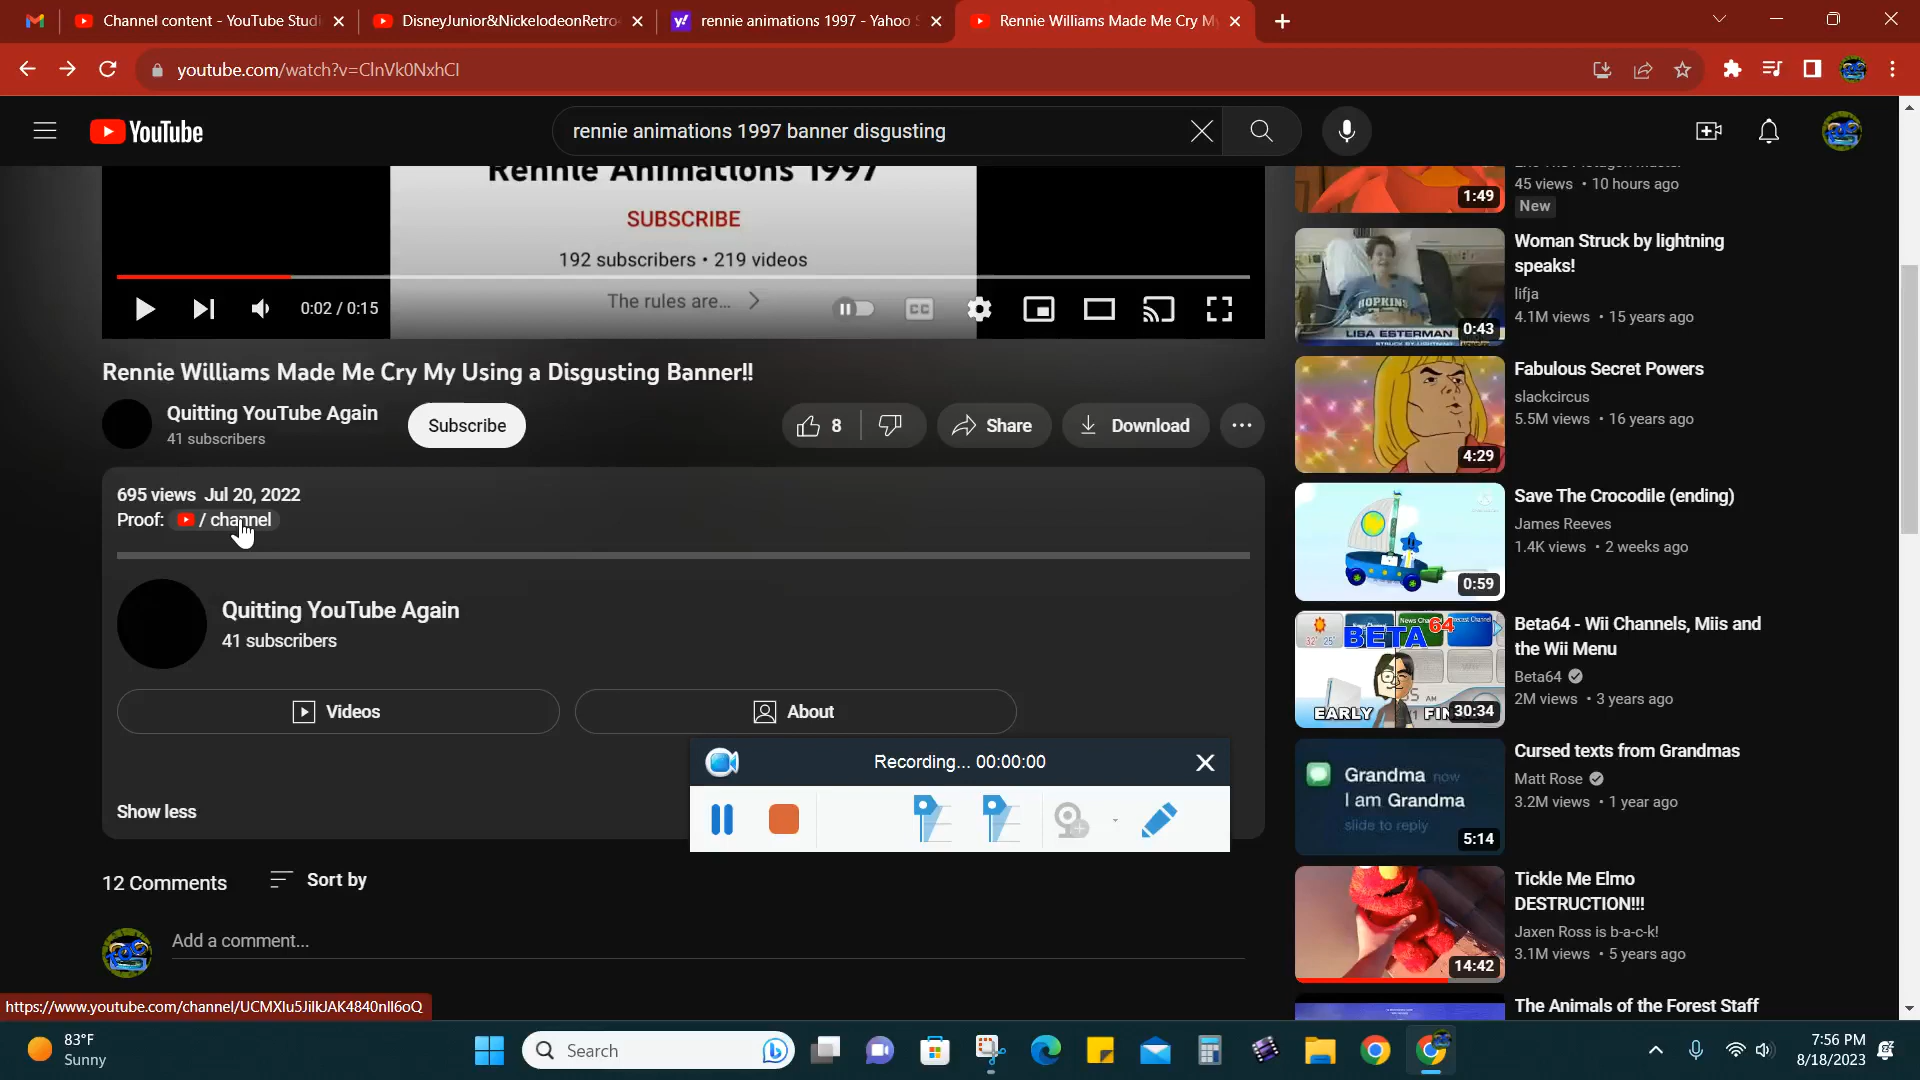 Channel content - YouTube Studi
DisneyJunior&NickelodeonRetro
rennie animations 1997 - Yahoo S
Rennie Williams Made Me Cry My
youtube.com/watch?v=ClnVk0NxhCI
YouTube
rennie animations 1997 banner disgusting
Rennie Animations 1997
SUBSCRIBE
192 subscribers • 219 videos
The rules are...
0:02 / 0:15
CC
Rennie Williams Made Me Cry My Using a Disgusting Banner!!
Quitting YouTube Again
41 subscribers
Subscribe
8
Share
Download
695 views Jul 20, 2022
Proof: / channel
Quitting YouTube Again
41 subscribers
Videos
About
Show less
Recording... 00:00:00
12 Comments
Sort by
Add a comment...
https://www.youtube.com/channel/UCMXlu5JilkJAK4840nll6oQ
1:49
45 views • 10 hours ago
New
HOPKINS
LISA ESTERMAN
0:43
Woman Struck by lightning
speaks!
lifja
4.1M views • 15 years ago
4:29
Fabulous Secret Powers
slackcircus
5.5M views • 16 years ago
0:59
Save The Crocodile (ending)
James Reeves
1.4K views • 2 weeks ago
BETA 64
EARLY
30:34
Beta64 - Wii Channels, Miis and
the Wii Menu
Beta64
2M views • 3 years ago
Grandma now
I am Grandma
slide to reply
5:14
Cursed texts from Grandmas
Matt Rose
3.2M views • 1 year ago
14:42
Tickle Me Elmo
DESTRUCTION!!!
Jaxen Ross is b-a-c-k!
3.1M views • 5 years ago
The Animals of the Forest Staff
83°F
Sunny
Search
7:56 PM
8/18/2023